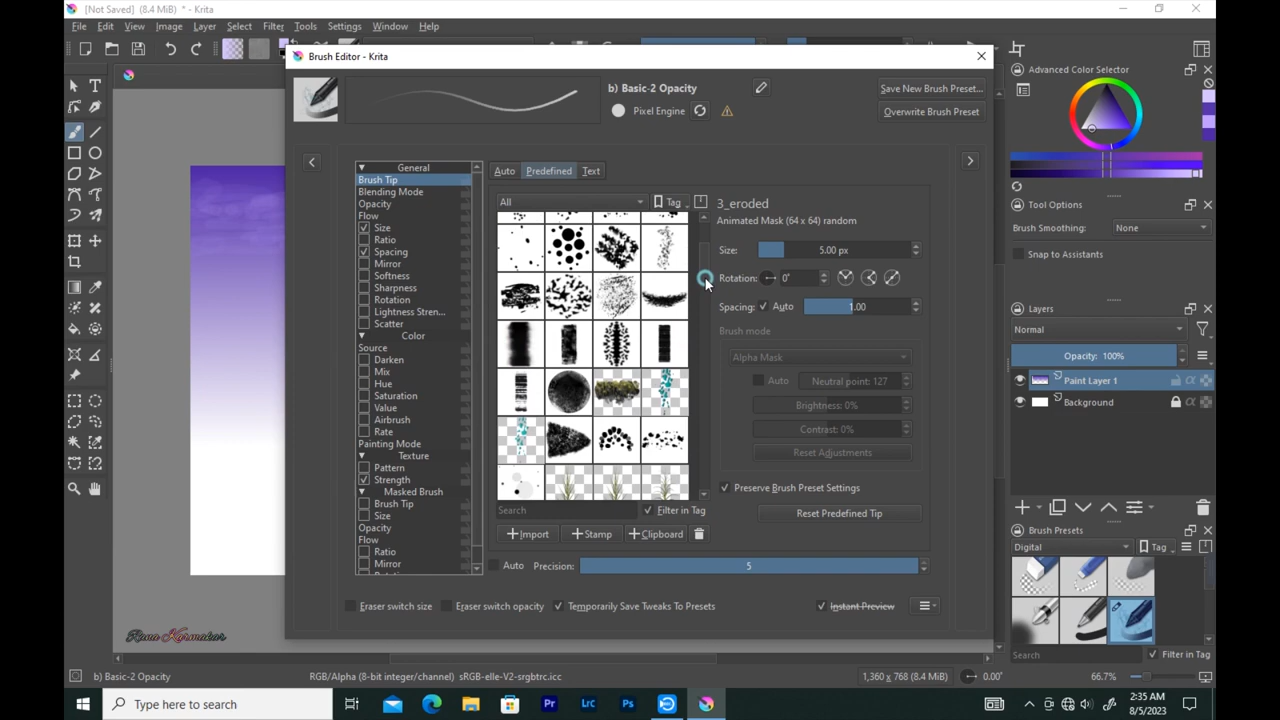 [Not Saved] (8.4 MiB) * - Krita
File Edit View Image Layer Select Filter Tools Settings Window Help
Brush Editor - Krita
b) Basic-2 Opacity
Pixel Engine
Save New Brush Preset...
Overwrite Brush Preset
General
Brush Tip
Blending Mode
Opacity
Flow
Size
Ratio
Spacing
Mirror
Softness
Sharpness
Rotation
Lightness Stren...
Scatter
Color
Source
Darken
Mix
Hue
Saturation
Value
Airbrush
Rate
Painting Mode
Texture
Pattern
Strength
Masked Brush
Brush Tip
Size
Opacity
Flow
Ratio
Mirror
Auto Predefined Text
All
Tag
Search
Filter in Tag
Import Stamp Clipboard
Auto Precision: 5
3_eroded
Animated Mask (64 x 64) random
Size: 5.00 px
Rotation: 0°
Spacing: Auto 1.00
Brush mode
Alpha Mask
Auto Neutral point: 127
Brightness: 0%
Contrast: 0%
Reset Adjustments
Preserve Brush Preset Settings
Reset Predefined Tip
Eraser switch size Eraser switch opacity Temporarily Save Tweaks To Presets Instant Preview
Advanced Color Selector
Tool Options
Brush Smoothing: None
Snap to Assistants
Layers
Normal
Opacity: 100%
Paint Layer 1
Background
Brush Presets
Digital Tag
Search Filter in Tag
Rana Karmakar
b) Basic-2 Opacity RGB/Alpha (8-bit integer/channel) sRGB-elle-V2-srgbtrc.icc 1,360 x 768 (8.4 MiB) 0.00° 66.7%
Type here to search
Pr Lrc Ps
2:35 AM
8/5/2023